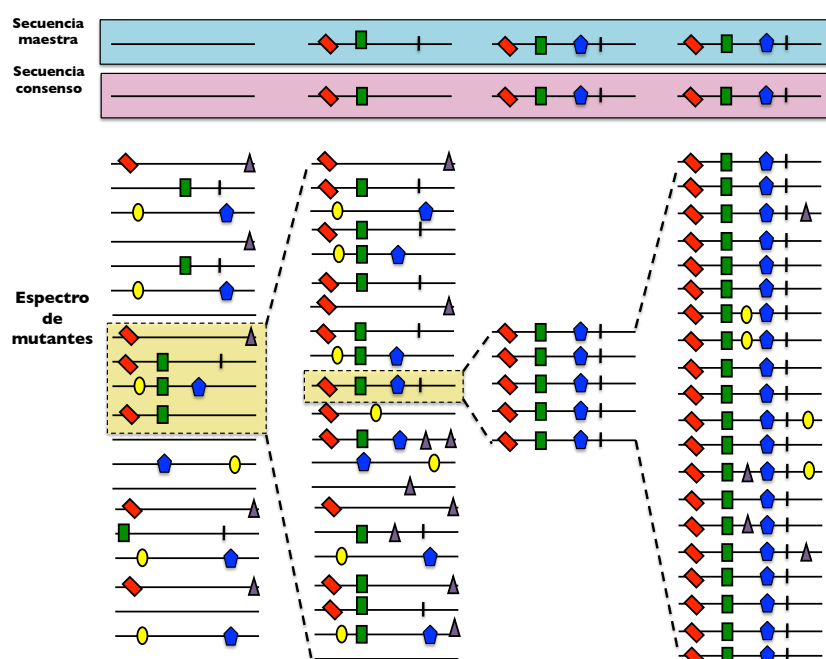 Secuencia
maestra
Secuencia
consenso
Espectro
de
mutantes